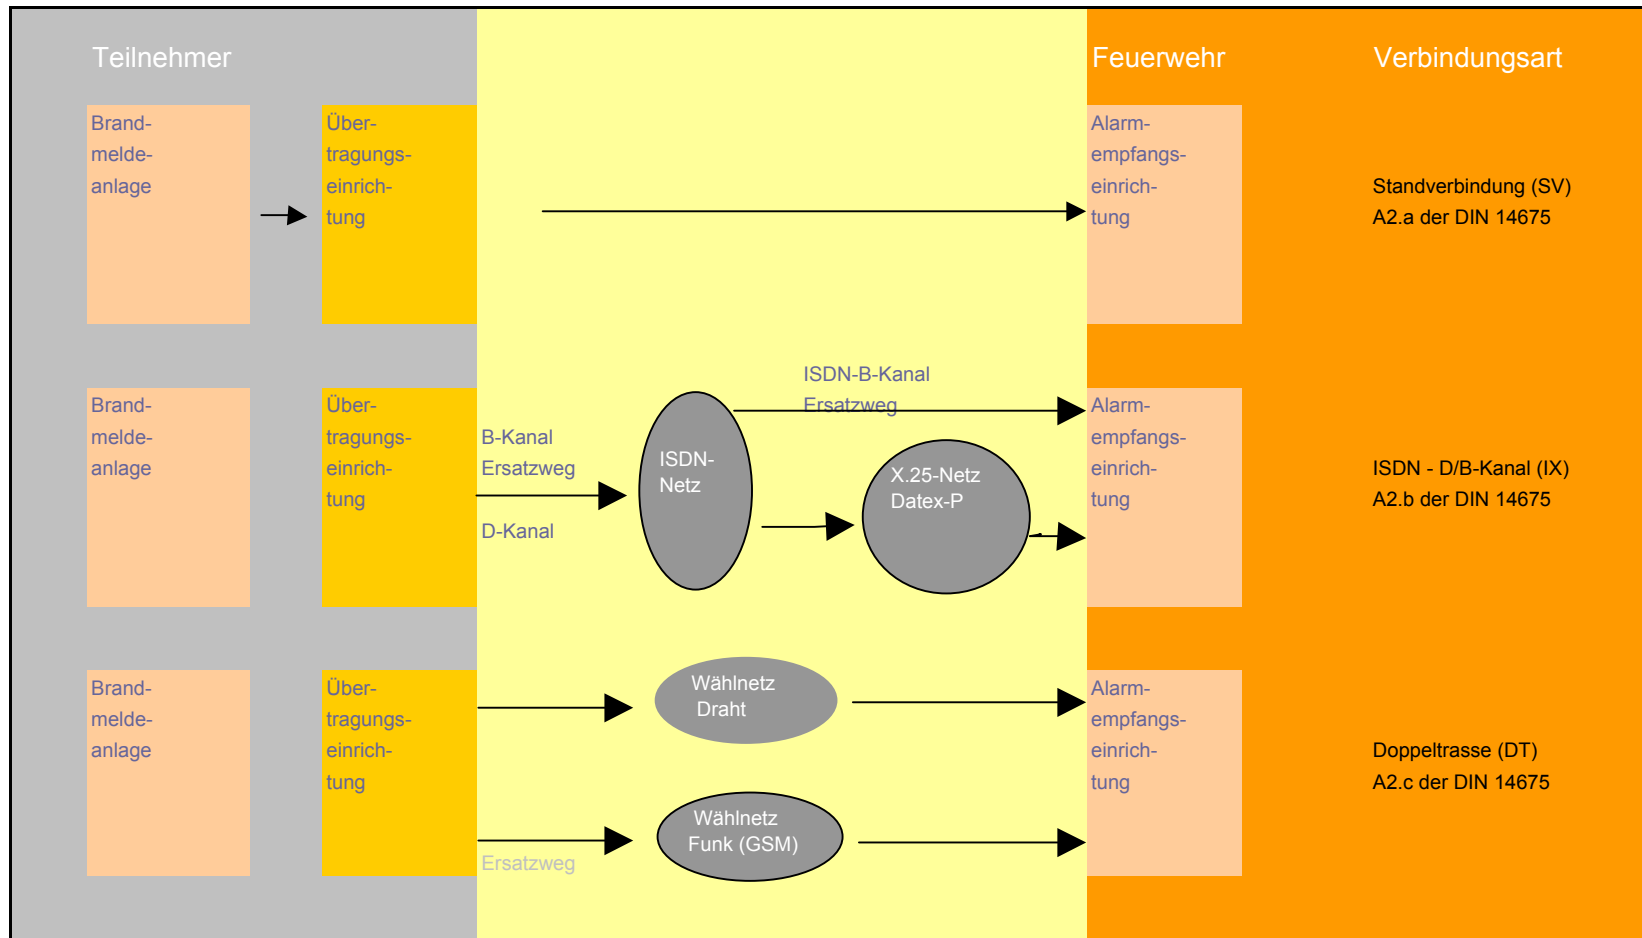 Teilnehmer
Feuerwehr
Verbindungsart
Brand-
melde-
anlage
Über-
tragungs-
einrich-
tung
Alarm-
empfangs-
einrich-
tung
Standverbindung (SV)
A2.a der DIN 14675
Brand-
melde-
anlage
Über-
tragungs-
einrich-
tung
B-Kanal
Ersatzweg
D-Kanal
ISDN-
Netz
ISDN-B-Kanal
Ersatzweg
X.25-Netz
Datex-P
Alarm-
empfangs-
einrich-
tung
ISDN - D/B-Kanal (IX)
A2.b der DIN 14675
Brand-
melde-
anlage
Über-
tragungs-
einrich-
tung
Wählnetz
Draht
Ersatzweg
Wählnetz
Funk (GSM)
Alarm-
empfangs-
einrich-
tung
Doppeltrasse (DT)
A2.c der DIN 14675